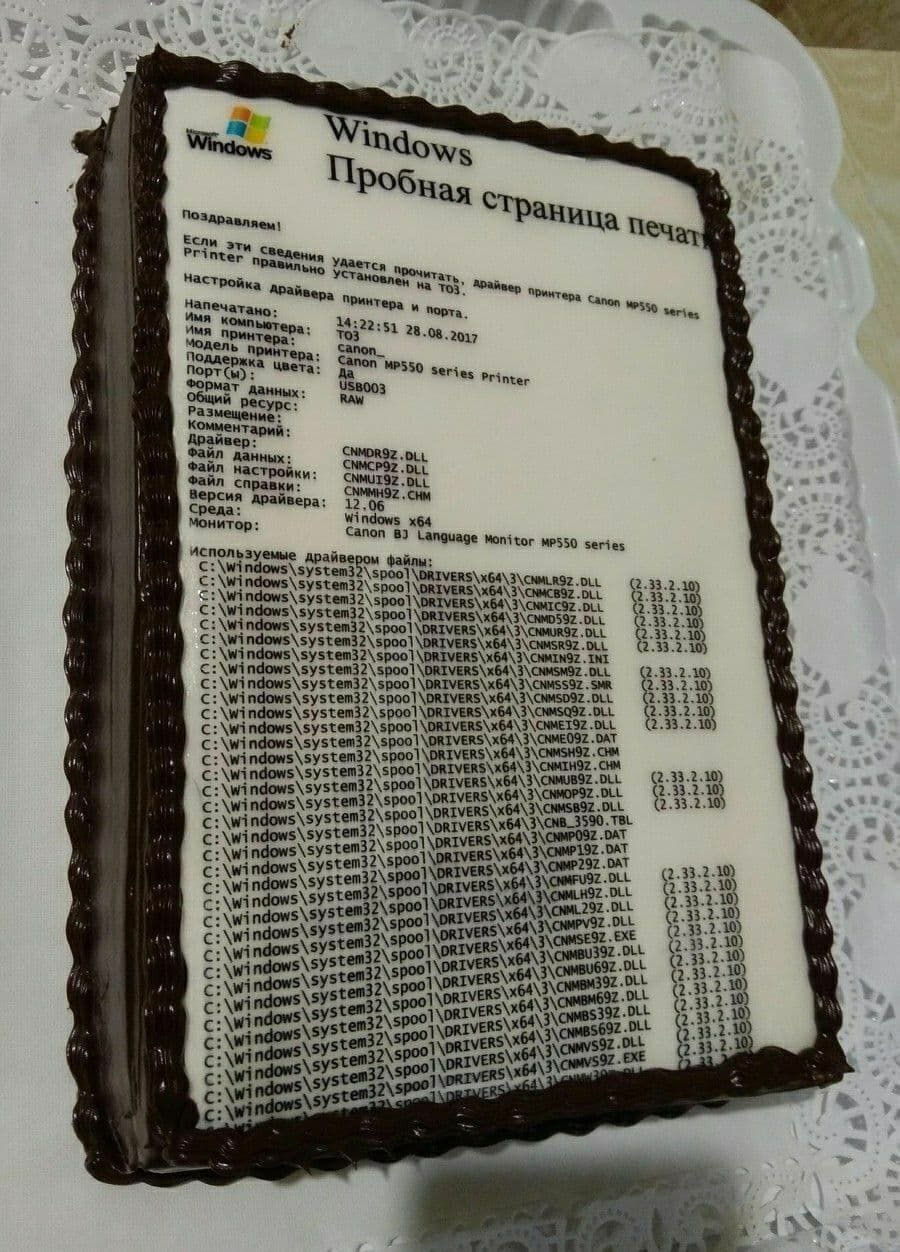 Microsoft
Windows
Windows
Пробная страница печати
Поздравляем!
Если эти сведения удается прочитать, драйвер принтера Canon MP550 series
Printer правильно установлен на ТО3.
Настройка драйвера принтера и порта.
Напечатано: 14:22:51 28.08.2017
Имя компьютера: ТО3
Имя принтера: canon_
Модель принтера: Canon MP550 series Printer
Поддержка цвета: Да
Порт(ы): USB003
Формат данных: RAW
Общий ресурс:
Размещение:
Комментарий:
Драйвер: CNMDR9Z.DLL
Файл данных: CNMCP9Z.DLL
Файл настройки: CNMUI9Z.DLL
Файл справки: CNMMH9Z.CHM
Версия драйвера: 12.06
Среда: Windows x64
Монитор: Canon BJ Language Monitor MP550 series
Используемые драйвером файлы:
C:\Windows\system32\spool\DRIVERS\x64\3\CNMLR9Z.DLL (2.33.2.10)
C:\Windows\system32\spool\DRIVERS\x64\3\CNMCB9Z.DLL (2.33.2.10)
C:\Windows\system32\spool\DRIVERS\x64\3\CNMIC9Z.DLL (2.33.2.10)
C:\Windows\system32\spool\DRIVERS\x64\3\CNMD59Z.DLL (2.33.2.10)
C:\Windows\system32\spool\DRIVERS\x64\3\CNMUR9Z.DLL (2.33.2.10)
C:\Windows\system32\spool\DRIVERS\x64\3\CNMSR9Z.DLL (2.33.2.10)
C:\Windows\system32\spool\DRIVERS\x64\3\CNMIN9Z.INI
C:\Windows\system32\spool\DRIVERS\x64\3\CNMSM9Z.DLL (2.33.2.10)
C:\Windows\system32\spool\DRIVERS\x64\3\CNMSS9Z.SMR (2.33.2.10)
C:\Windows\system32\spool\DRIVERS\x64\3\CNMSD9Z.DLL (2.33.2.10)
C:\Windows\system32\spool\DRIVERS\x64\3\CNMSQ9Z.DLL (2.33.2.10)
C:\Windows\system32\spool\DRIVERS\x64\3\CNMEI9Z.DLL (2.33.2.10)
C:\Windows\system32\spool\DRIVERS\x64\3\CNME09Z.DAT
C:\Windows\system32\spool\DRIVERS\x64\3\CNMSH9Z.CHM
C:\Windows\system32\spool\DRIVERS\x64\3\CNMIH9Z.CHM
C:\Windows\system32\spool\DRIVERS\x64\3\CNMUB9Z.DLL (2.33.2.10)
C:\Windows\system32\spool\DRIVERS\x64\3\CNMOP9Z.DLL (2.33.2.10)
C:\Windows\system32\spool\DRIVERS\x64\3\CNMSB9Z.DLL (2.33.2.10)
C:\Windows\system32\spool\DRIVERS\x64\3\CNB_3590.TBL
C:\Windows\system32\spool\DRIVERS\x64\3\CNMP09Z.DAT
C:\Windows\system32\spool\DRIVERS\x64\3\CNMP19Z.DAT
C:\Windows\system32\spool\DRIVERS\x64\3\CNMP29Z.DAT
C:\Windows\system32\spool\DRIVERS\x64\3\CNMFU9Z.DLL (2.33.2.10)
C:\Windows\system32\spool\DRIVERS\x64\3\CNMLH9Z.DLL (2.33.2.10)
C:\Windows\system32\spool\DRIVERS\x64\3\CNML29Z.DLL (2.33.2.10)
C:\Windows\system32\spool\DRIVERS\x64\3\CNMPV9Z.DLL (2.33.2.10)
C:\Windows\system32\spool\DRIVERS\x64\3\CNMSE9Z.EXE (2.33.2.10)
C:\Windows\system32\spool\DRIVERS\x64\3\CNMBU39Z.DLL (2.33.2.10)
C:\Windows\system32\spool\DRIVERS\x64\3\CNMBU69Z.DLL (2.33.2.10)
C:\Windows\system32\spool\DRIVERS\x64\3\CNMBM39Z.DLL (2.33.2.10)
C:\Windows\system32\spool\DRIVERS\x64\3\CNMBM69Z.DLL (2.33.2.10)
C:\Windows\system32\spool\DRIVERS\x64\3\CNMBS39Z.DLL (2.33.2.10)
C:\Windows\system32\spool\DRIVERS\x64\3\CNMBS69Z.DLL (2.33.2.10)
C:\Windows\system32\spool\DRIVERS\x64\3\CNMVS9Z.DLL (2.33.2.10)
C:\Windows\system32\spool\DRIVERS\x64\3\CNMVS9Z.EXE (2.33.2.10)